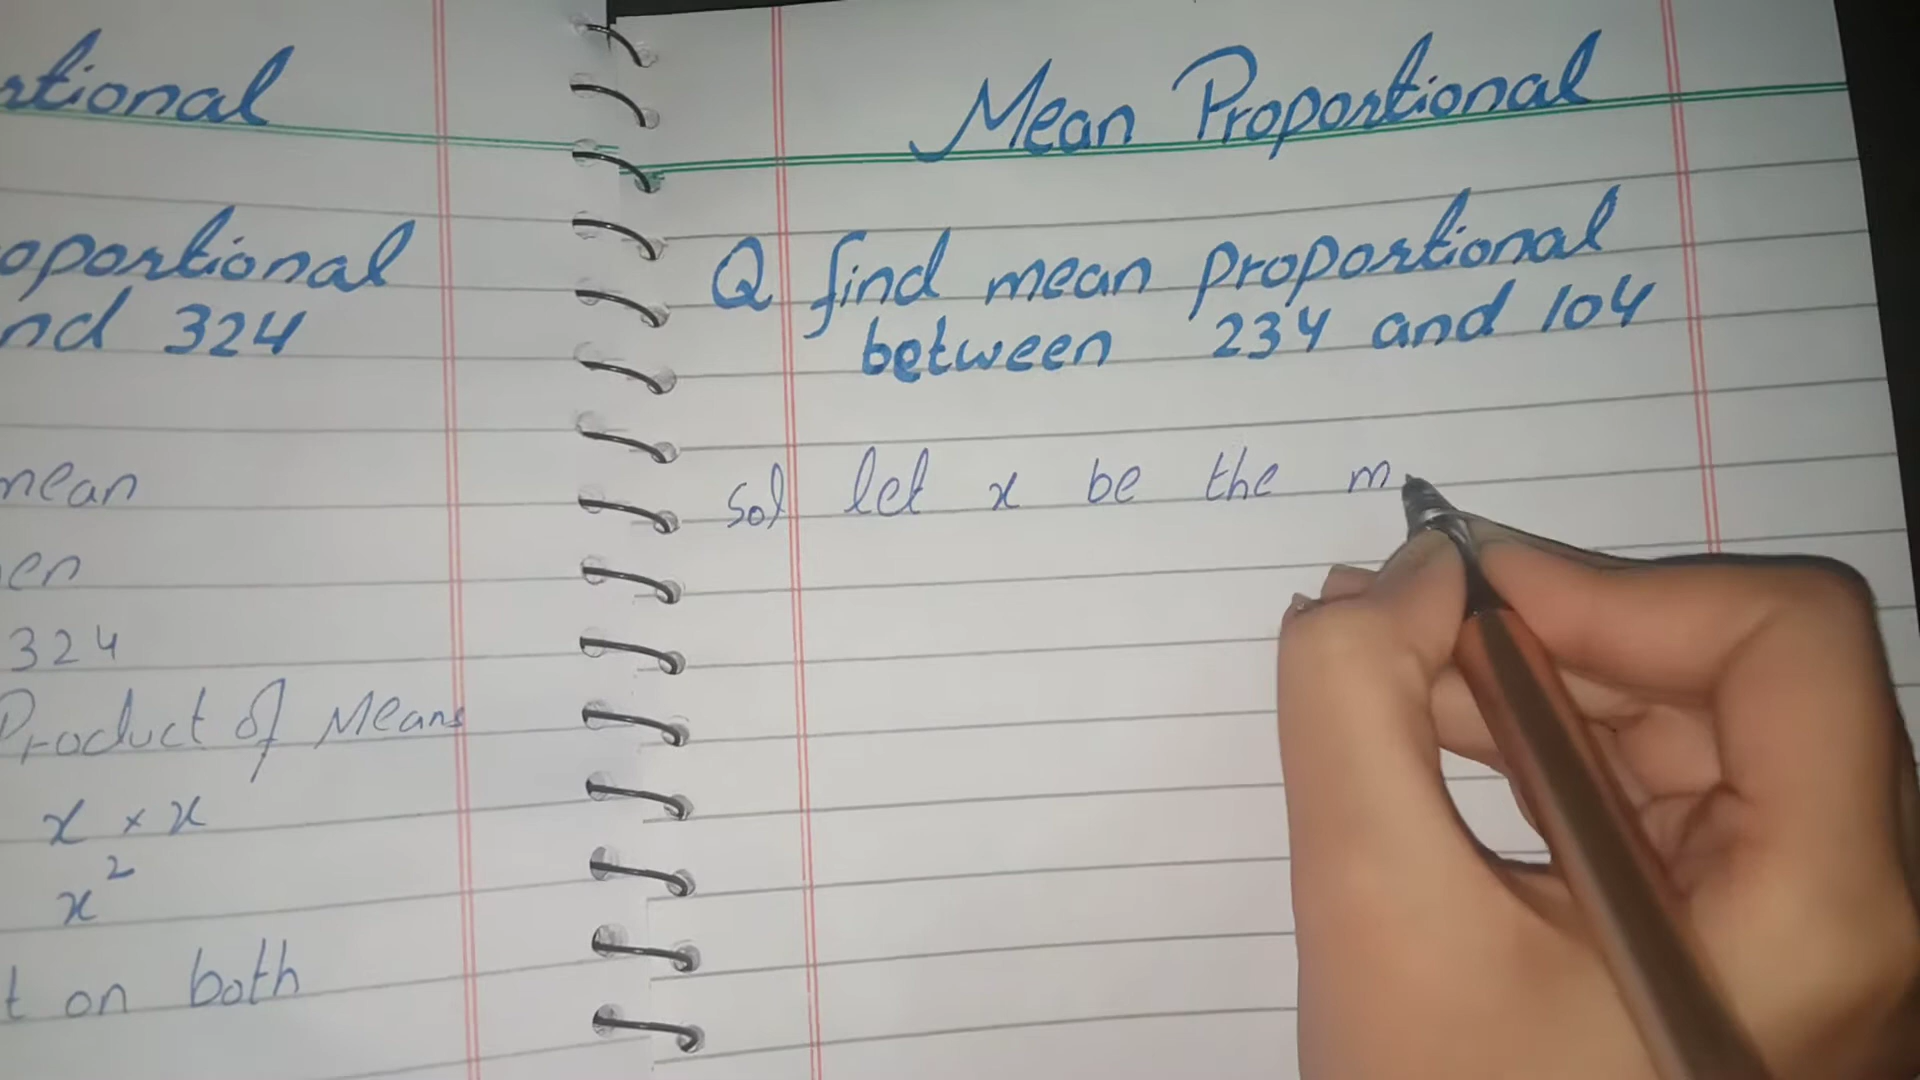 rtional
oportional
nd 324
mean
en
324
Product of Means
x × x
x²
t on both
Mean Proportional
Q find mean proportional
between 234 and 104
Sol let x be the m